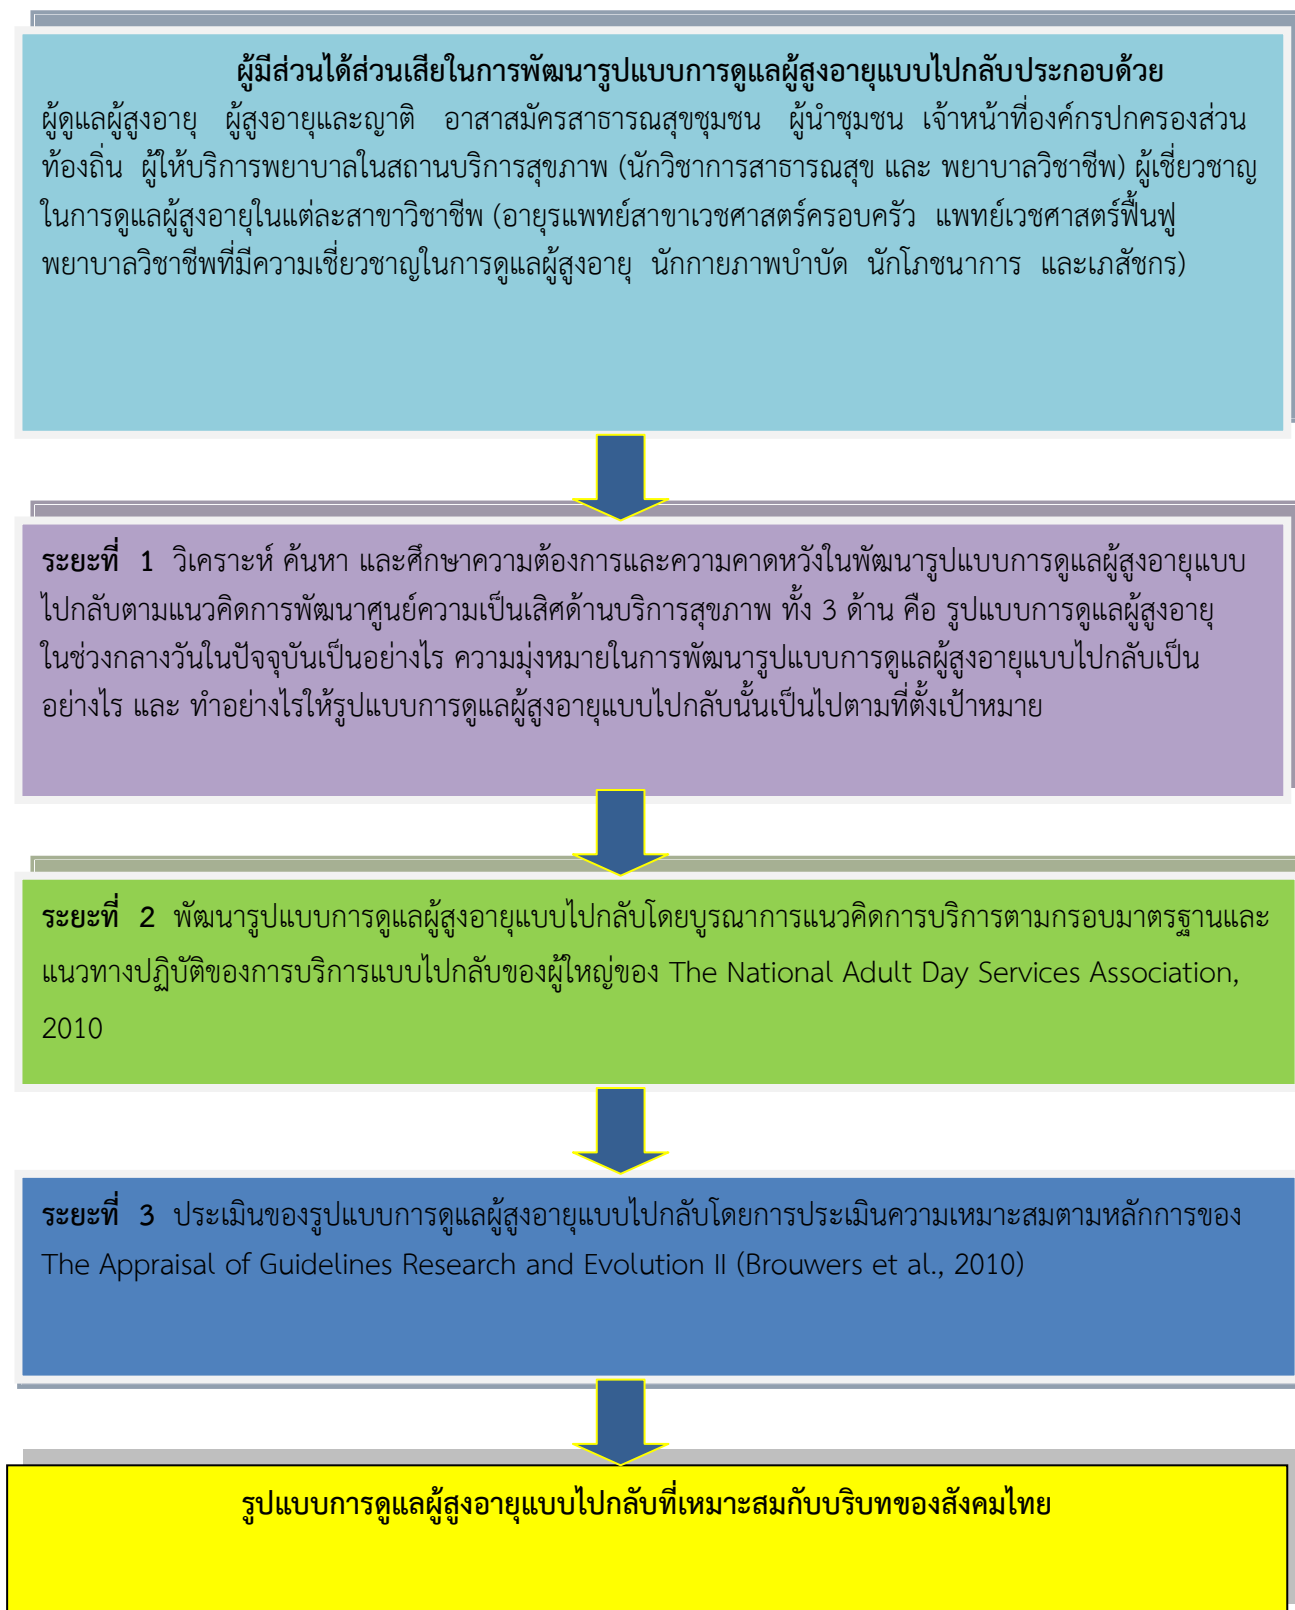 ผู้มีส่วนได้ส่วนเสียในการพัฒนารูปแบบการดูแลผู้สูงอายุแบบไปกลับประกอบด้วย
ผู้ดูแลผู้สูงอายุ ผู้สูงอายุและญาติ อาสาสมัครสาธารณสุขชุมชน ผู้นำชุมชน เจ้าหน้าที่องค์กรปกครองส่วน
ท้องถิ่น ผู้ให้บริการพยาบาลในสถานบริการสุขภาพ (นักวิชาการสาธารณสุข และ พยาบาลวิชาชีพ) ผู้เชี่ยวชาญ
ในการดูแลผู้สูงอายุในแต่ละสาขาวิชาชีพ (อายุรแพทย์สาขาเวชศาสตร์ครอบครัว แพทย์เวชศาสตร์ฟื้นฟู
พยาบาลวิชาชีพที่มีความเชี่ยวชาญในการดูแลผู้สูงอายุ นักกายภาพบำบัด นักโภชนาการ และเภสัชกร)
ระยะที่ 1 วิเคราะห์ ค้นหา และศึกษาความต้องการและความคาดหวังในพัฒนารูปแบบการดูแลผู้สูงอายุแบบ
ไปกลับตามแนวคิดการพัฒนาศูนย์ความเป็นเลิศด้านบริการสุขภาพ ทั้ง 3 ด้าน คือ รูปแบบการดูแลผู้สูงอายุ
ในช่วงกลางวันในปัจจุบันเป็นอย่างไร ความมุ่งหมายในการพัฒนารูปแบบการดูแลผู้สูงอายุแบบไปกลับเป็น
อย่างไร และ ทำอย่างไรให้รูปแบบการดูแลผู้สูงอายุแบบไปกลับนั้นเป็นไปตามที่ตั้งเป้าหมาย
ระยะที่ 2 พัฒนารูปแบบการดูแลผู้สูงอายุแบบไปกลับโดยบูรณาการแนวคิดการบริการตามกรอบมาตรฐานและ
แนวทางปฏิบัติของการบริการแบบไปกลับของผู้ใหญ่ของ The National Adult Day Services Association,
2010
ระยะที่ 3 ประเมินของรูปแบบการดูแลผู้สูงอายุแบบไปกลับโดยการประเมินความเหมาะสมตามหลักการของ
The Appraisal of Guidelines Research and Evolution II (Brouwers et al., 2010)
รูปแบบการดูแลผู้สูงอายุแบบไปกลับที่เหมาะสมกับบริบทของสังคมไทย